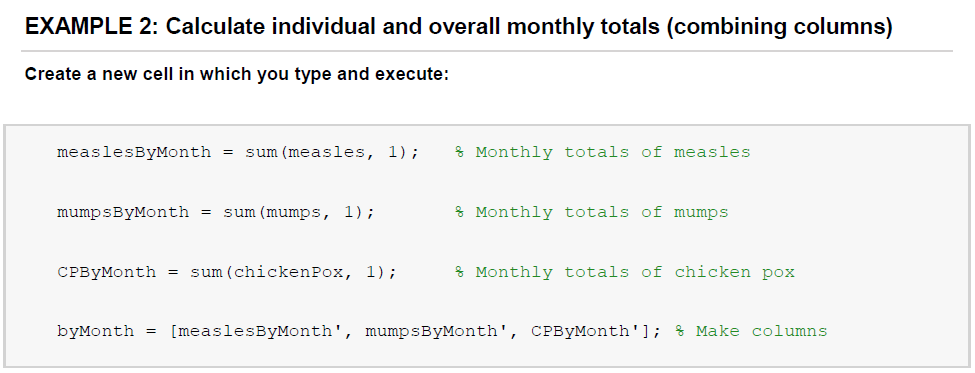 EXAMPLE 2: Calculate individual and overall monthly totals (combining columns)
Create a new cell in which you type and execute:
measlesByMonth = sum(measles, 1); % Monthly totals of measles
mumpsByMonth = sum(mumps, 1); % Monthly totals of mumps
CPByMonth = sum(chickenPox, 1); % Monthly totals of chicken pox
byMonth = [measlesByMonth', mumpsByMonth', CPByMonth']; % Make columns